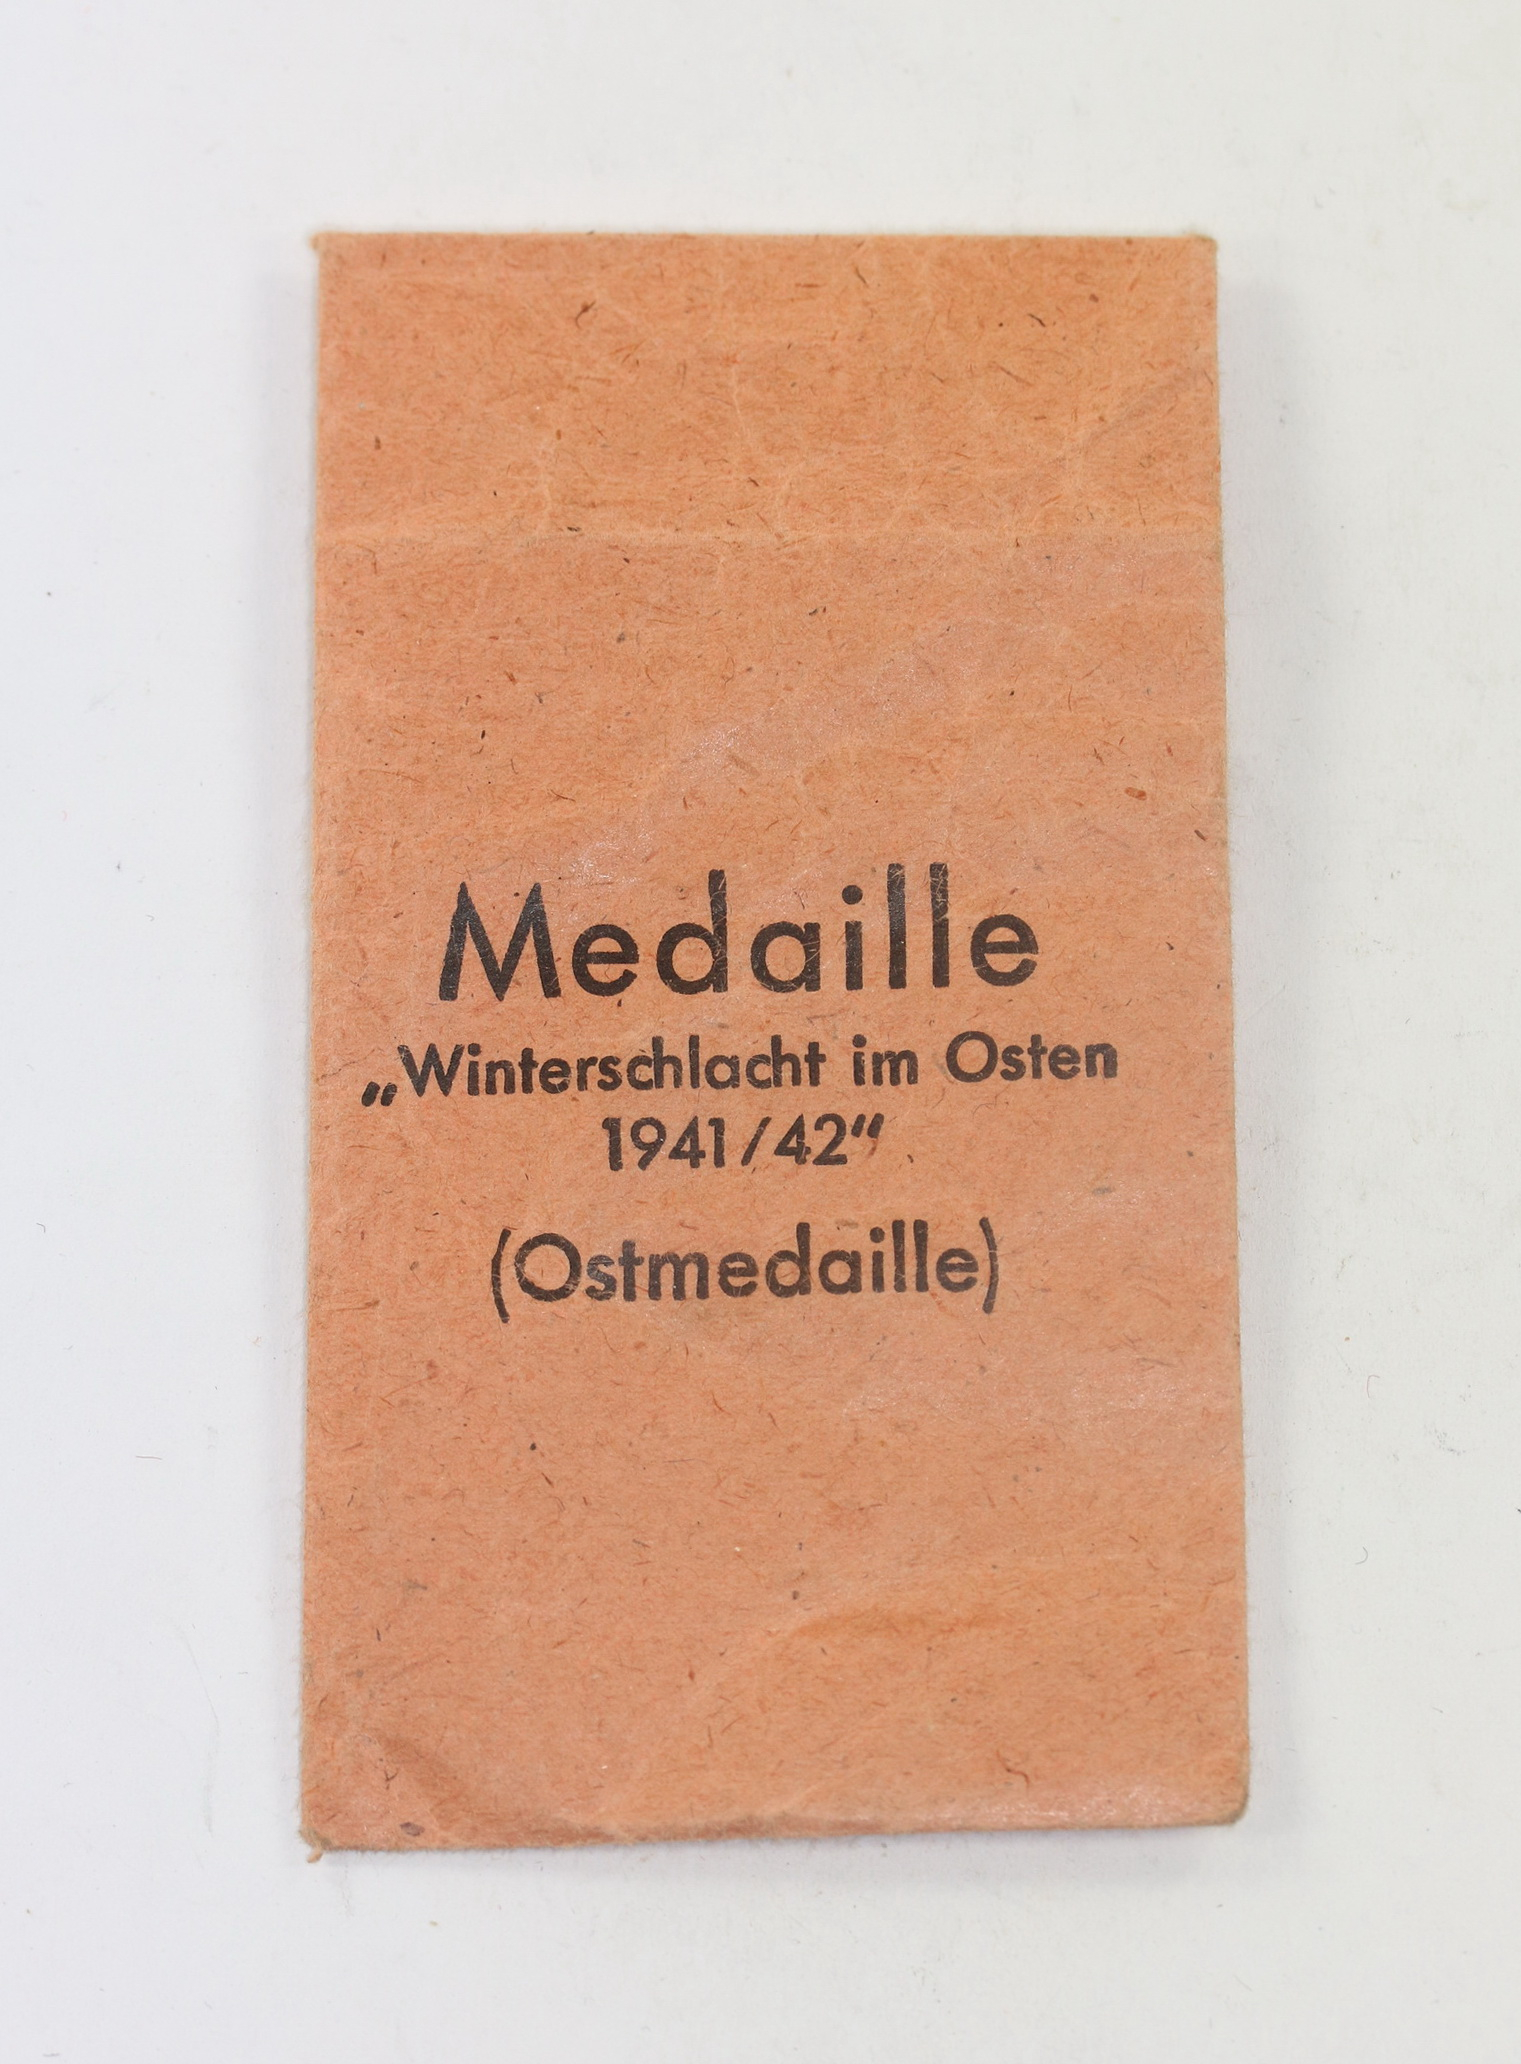 Medaille
„Winterschlacht im Osten
1941/42“
(Ostmedaille)